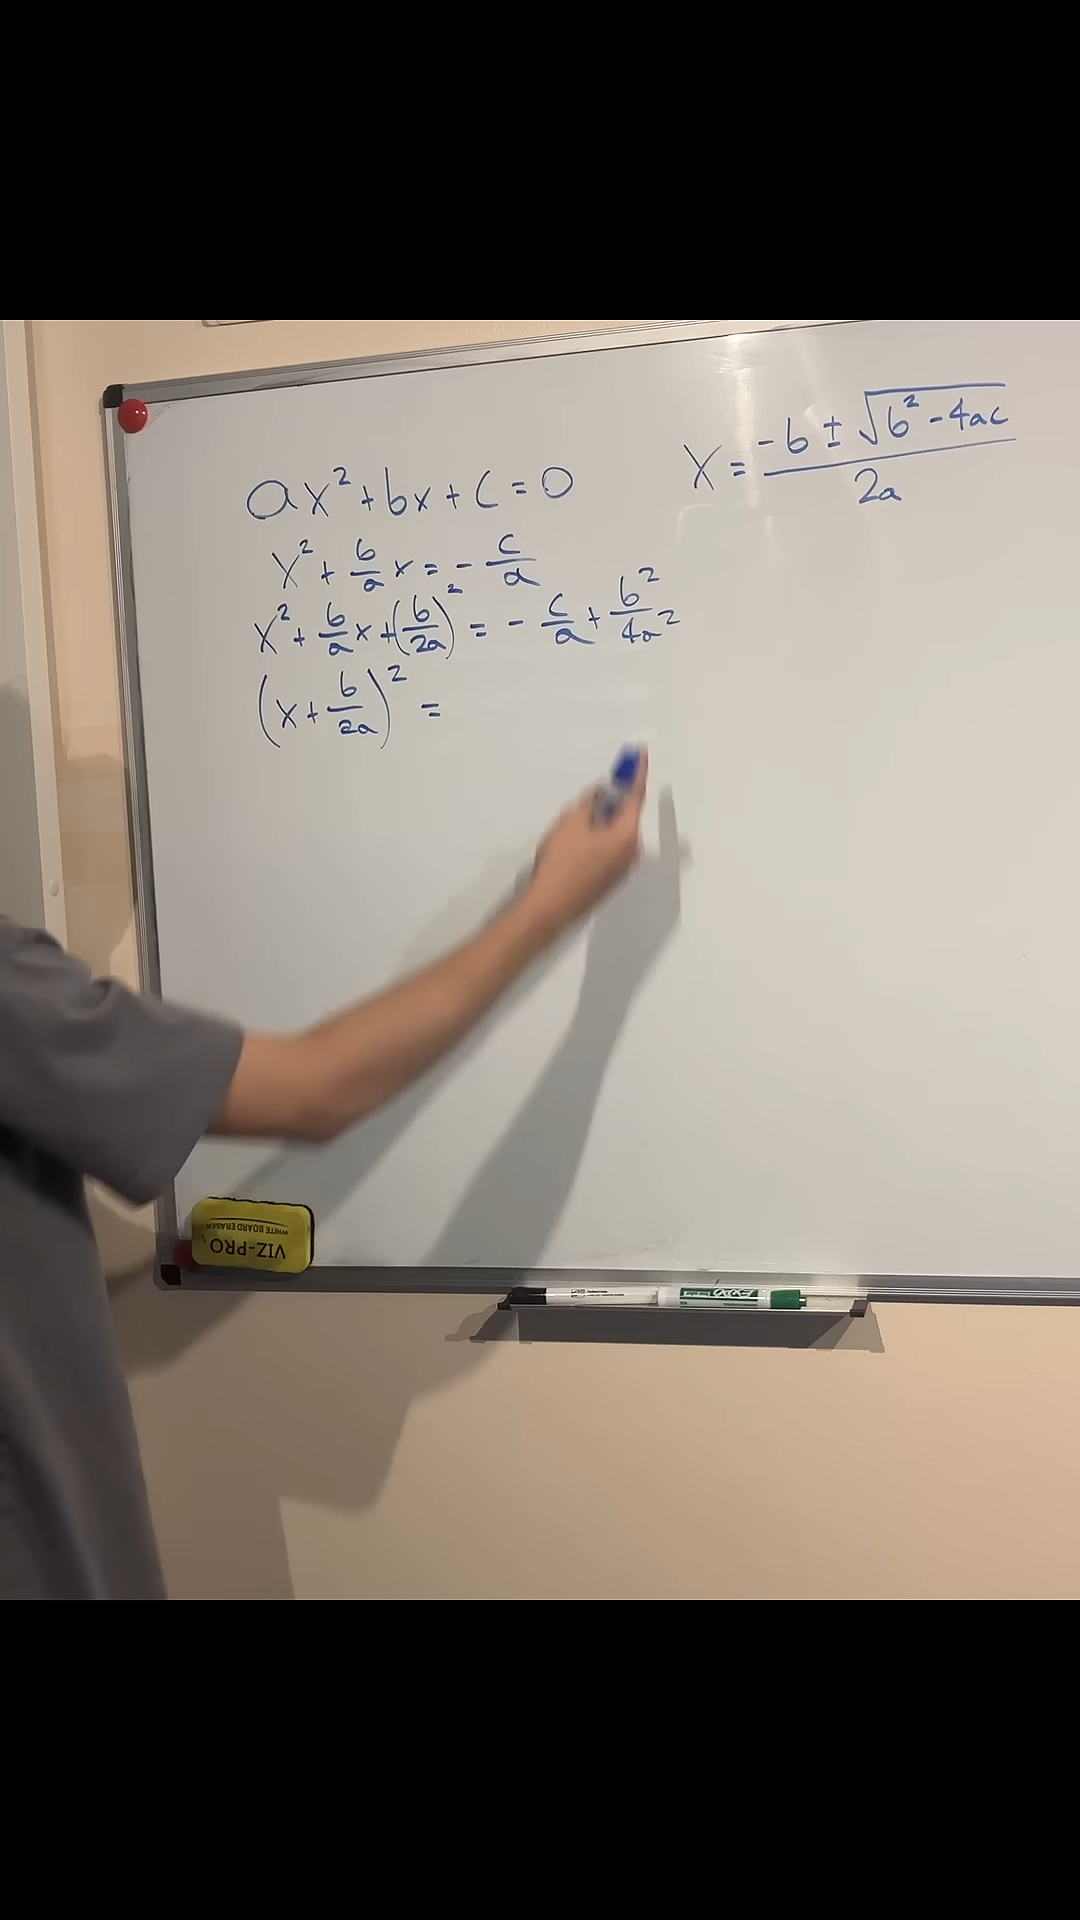 ax² + bx + c = 0
x = (-b ± √(b² - 4ac)) / 2a
x² + b/a x = - c/a
x² + b/a x + (b/2a)² = - c/a + b²/4a²
(x + b/2a)² =
VIZ-PRO
WHITE BOARD ERASER
EXPO